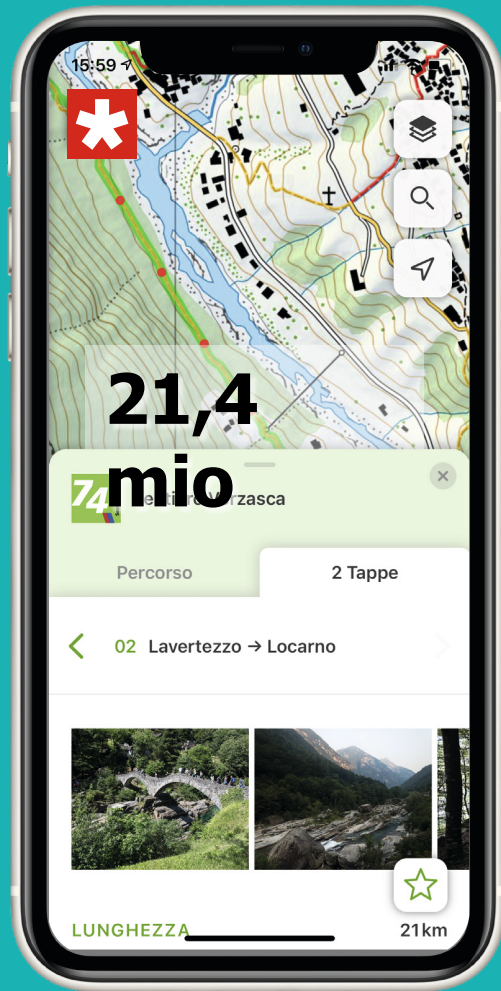 15:59
21,4
mio
74
Verzasca
Percorso
2 Tappe
02 Lavertezzo → Locarno
LUNGHEZZA
21km